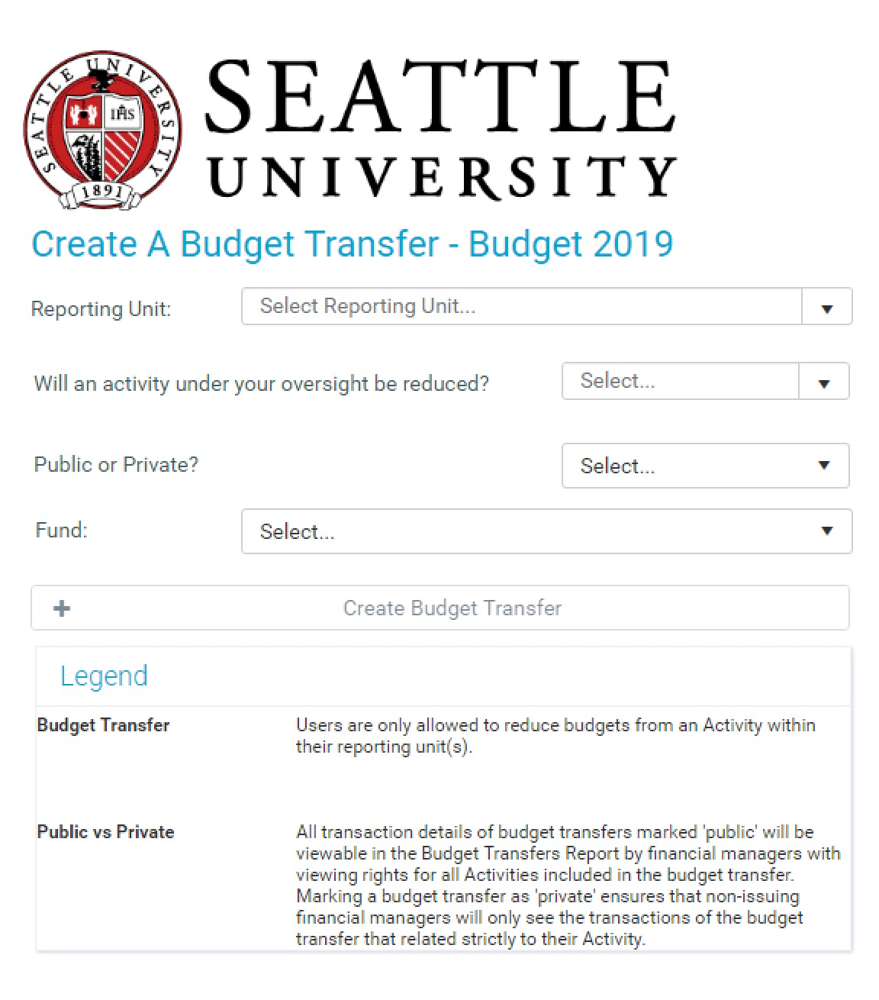 SEATTLE UNIVERSITY
IHS
1891
SEATTLE
UNIVERSITY
Create A Budget Transfer - Budget 2019
Reporting Unit:
Select Reporting Unit...
Will an activity under your oversight be reduced?
Select...
Public or Private?
Select...
Fund:
Select...
Create Budget Transfer
Legend
Budget Transfer
Users are only allowed to reduce budgets from an Activity within
their reporting unit(s).
Public vs Private
All transaction details of budget transfers marked 'public' will be
viewable in the Budget Transfers Report by financial managers with
viewing rights for all Activities included in the budget transfer.
Marking a budget transfer as 'private' ensures that non-issuing
financial managers will only see the transactions of the budget
transfer that related strictly to their Activity.